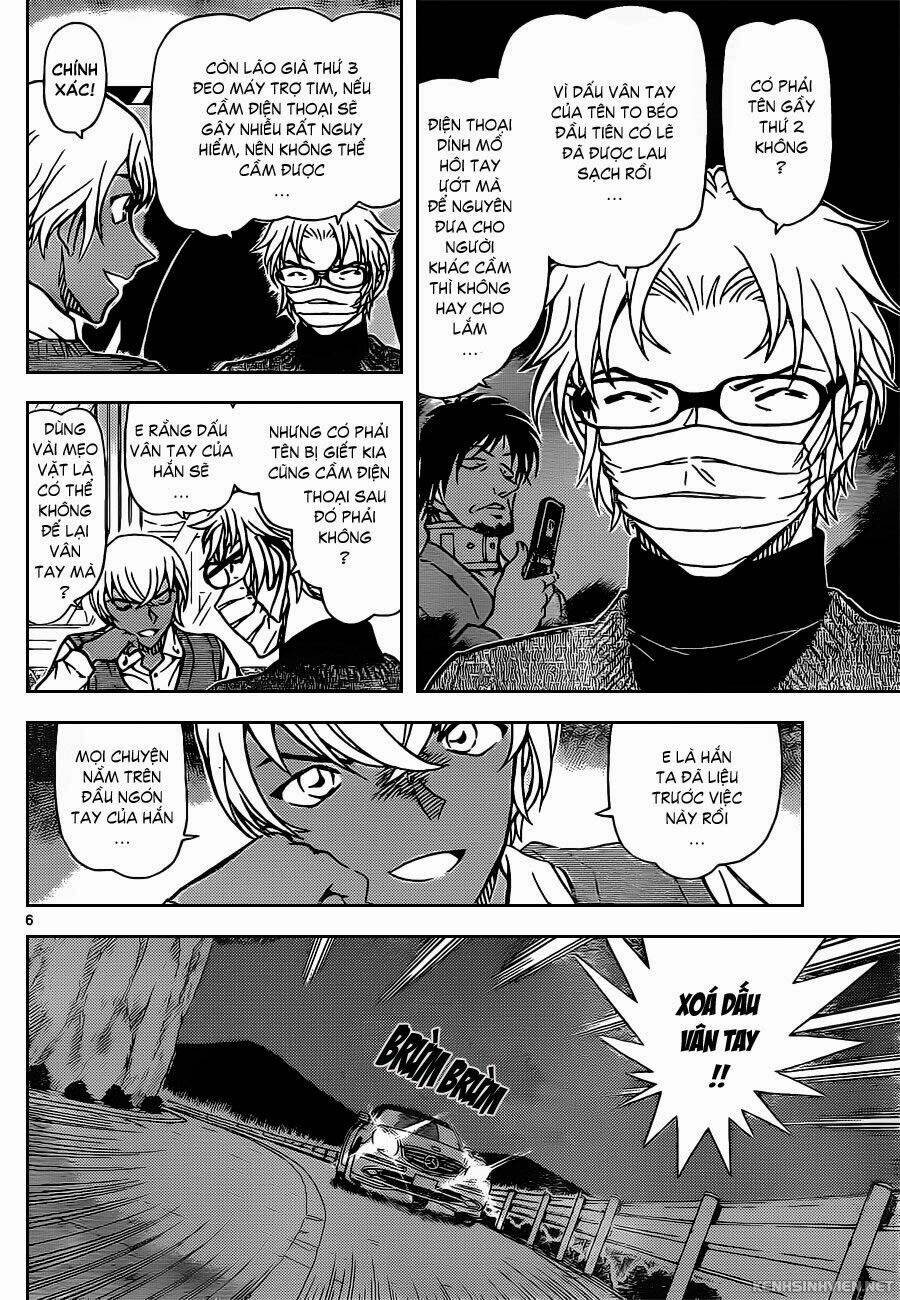 CÓ PHẢI
TÊN GẦY
THỨ 2
KHÔNG
?
VÌ DẤU VÂN TAY
CỦA TÊN TO BÉO
ĐẦU TIÊN CÓ LẼ
ĐÃ ĐƯỢC LAU
SẠCH RỒI
...
ĐIỆN THOẠI
DÍNH MỒ
HÔI TAY
ƯỚT MÀ
ĐỂ NGUYÊN
ĐƯA CHO
NGƯỜI
KHÁC CẦM
THÌ KHÔNG
HAY CHO
LẮM
...
CÒN LÃO GIÀ THỨ 3
ĐEO MÁY TRỢ TIM, NẾU
CẦM ĐIỆN THOẠI SẼ
GÂY NHIỄU RẤT NGUY
HIỂM, NÊN KHÔNG THỂ
CẦM ĐƯỢC
...
CHÍNH
XÁC!
NHƯNG CÓ PHẢI
TÊN BỊ GIẾT KIA
CŨNG CẦM ĐIỆN
THOẠI SAU
ĐÓ PHẢI
KHÔNG
?
E RẰNG DẤU
VÂN TAY CỦA
HẮN SẼ
...
DÙNG
VÀI MẸO
VẶT LÀ
CÓ THỂ
KHÔNG
ĐỂ LẠI
VÂN
TAY MÀ
?
E LÀ HẮN
TA ĐÃ LIỆU
TRƯỚC VIỆC
NÀY RỒI
...
MỌI CHUYỆN
NẰM TRÊN
ĐẦU NGÓN
TAY CỦA HẮN
...
6
XOÁ DẤU
VÂN TAY
!!
BRỪM BRỪM
KENHSINHVIEN.NET